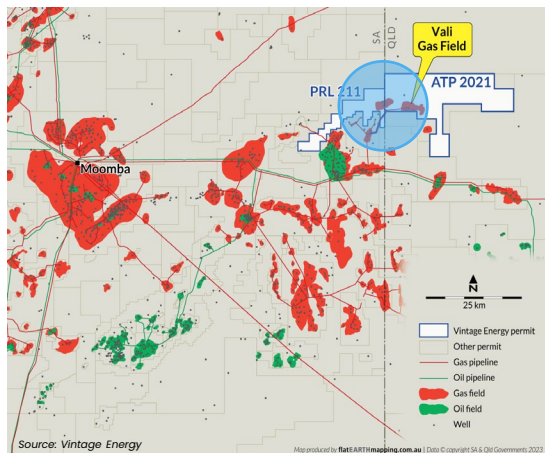 Vali
Gas Field
SA
QLD
PRL 211
ATP 2021
Moomba
N
25 km
Vintage Energy permit
Other permit
Gas pipeline
Oil pipeline
Gas field
Oil field
Well
Source: Vintage Energy
Map produced by flatEARTHmapping.com.au | Data © copyright SA & Qld Governments 2023